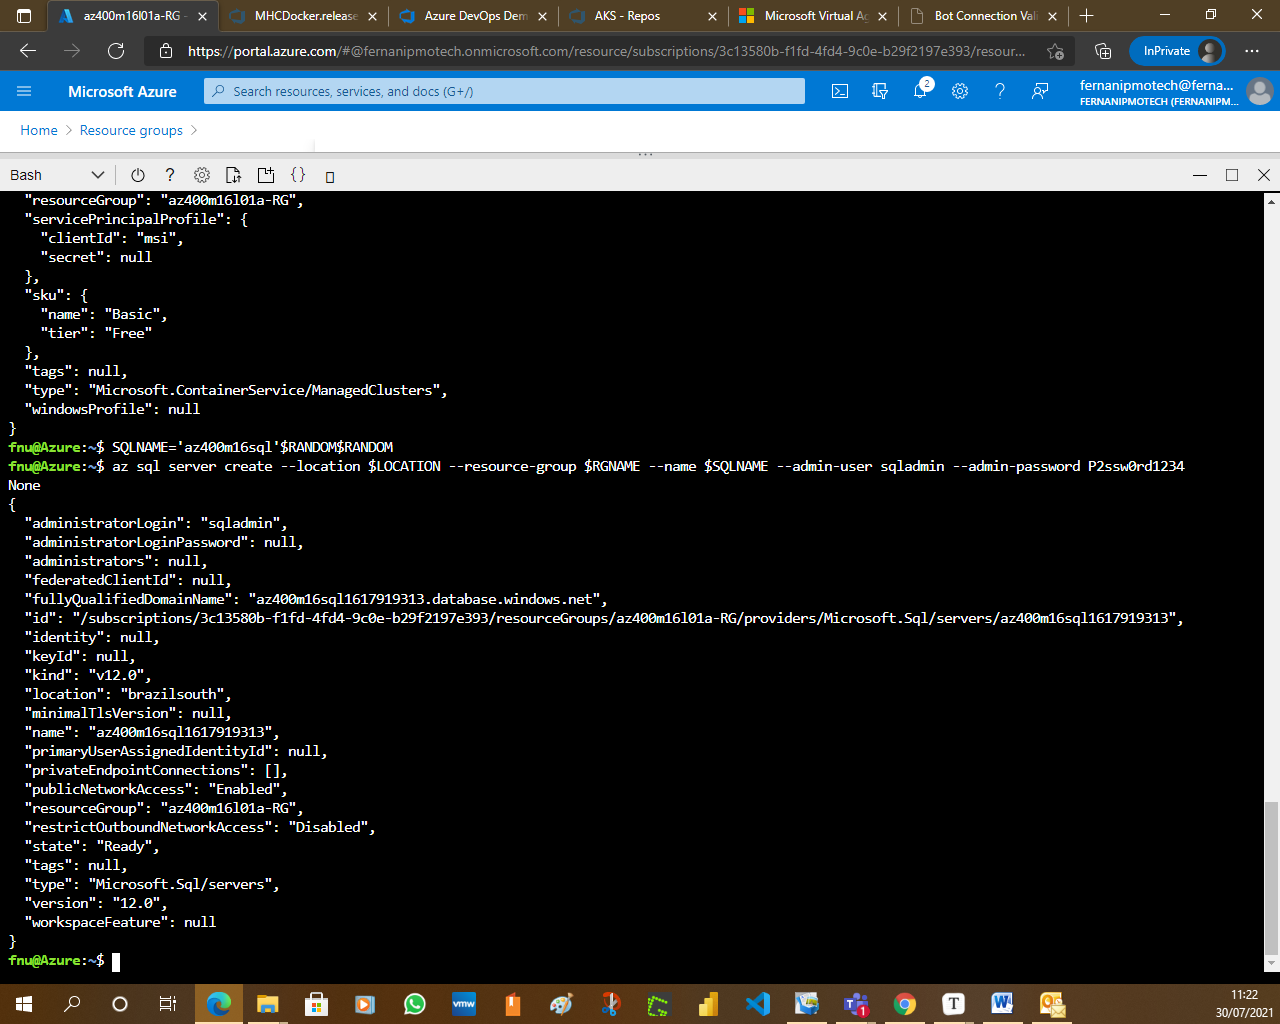 az400m16l01a-RG -
MHCDocker.release
Azure DevOps Dem
AKS - Repos
Microsoft Virtual Ag
Bot Connection Vali
https://portal.azure.com/#@fernanipmotech.onmicrosoft.com/resource/subscriptions/3c13580b-f1fd-4fd4-9c0e-b29f2197e393/resour...
InPrivate
Microsoft Azure
Search resources, services, and docs (G+/)
2
fernanipmotech@ferna...
FERNANIPMOTECH (FERNANIPM...
Home > Resource groups >
Bash
"resourceGroup": "az400m16l01a-RG",
"servicePrincipalProfile": {
"clientId": "msi",
"secret": null
},
"sku": {
"name": "Basic",
"tier": "Free"
},
"tags": null,
"type": "Microsoft.ContainerService/ManagedClusters",
"windowsProfile": null
}
fnu@Azure:~$ SQLNAME='az400m16sql'$RANDOM$RANDOM
fnu@Azure:~$ az sql server create --location $LOCATION --resource-group $RGNAME --name $SQLNAME --admin-user sqladmin --admin-password P2ssw0rd1234
None
{
"administratorLogin": "sqladmin",
"administratorLoginPassword": null,
"administrators": null,
"federatedClientId": null,
"fullyQualifiedDomainName": "az400m16sql1617919313.database.windows.net",
"id": "/subscriptions/3c13580b-f1fd-4fd4-9c0e-b29f2197e393/resourceGroups/az400m16l01a-RG/providers/Microsoft.Sql/servers/az400m16sql1617919313",
"identity": null,
"keyId": null,
"kind": "v12.0",
"location": "brazilsouth",
"minimalTlsVersion": null,
"name": "az400m16sql1617919313",
"primaryUserAssignedIdentityId": null,
"privateEndpointConnections": [],
"publicNetworkAccess": "Enabled",
"resourceGroup": "az400m16l01a-RG",
"restrictOutboundNetworkAccess": "Disabled",
"state": "Ready",
"tags": null,
"type": "Microsoft.Sql/servers",
"version": "12.0",
"workspaceFeature": null
}
fnu@Azure:~$
vmw
1
T
11:22
30/07/2021